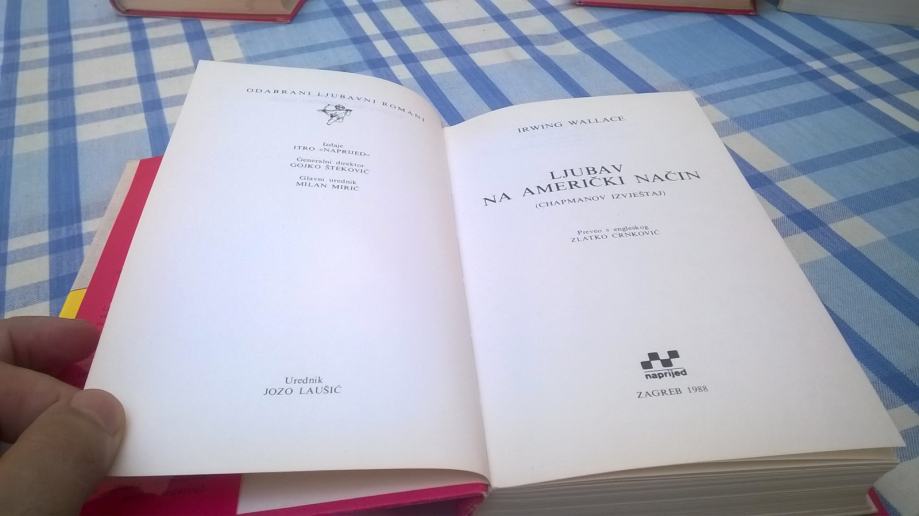 ODABRANI LJUBAVNI ROMANI
Izdaje
ITRO »NAPRIJED«
Generalni direktor
GOJKO ŠTEKOVIĆ
Glavni urednik
MILAN MIRIĆ
Urednik
JOZO LAUŠIĆ
IRWING WALLACE
LJUBAV
NA AMERIČKI NAČIN
(CHAPMANOV IZVJEŠTAJ)
Preveo s engleskog
ZLATKO CRNKOVIĆ
naprijed
ZAGREB 1988